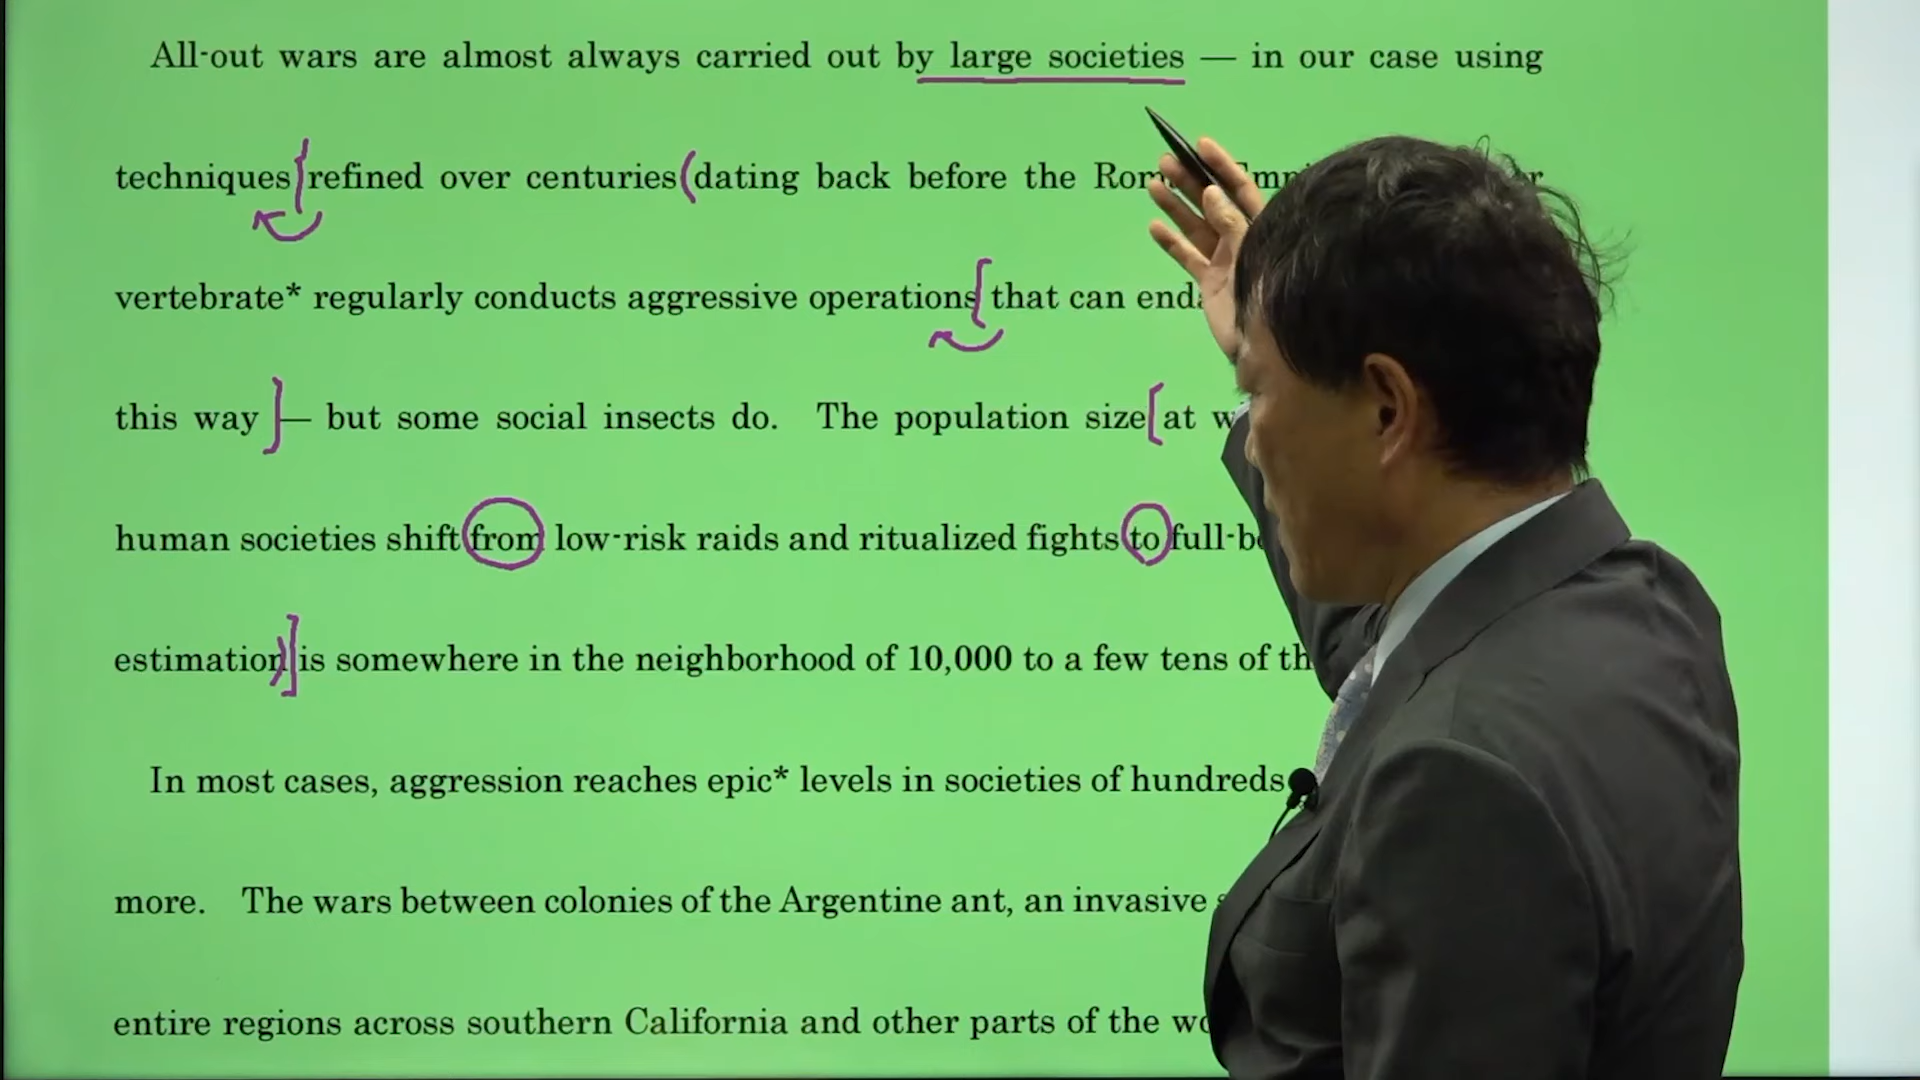 All-out wars are almost always carried out by large societies — in our case using
techniques refined over centuries dating back before the
vertebrate* regularly conducts aggressive operations that can
this way — but some social insects do. The population size at
human societies shift from low-risk raids and ritualized fights to
estimation is somewhere in the neighborhood of 10,000 to a few tens of
In most cases, aggression reaches epic* levels in societies of hundreds
more. The wars between colonies of the Argentine ant, an invasive
entire regions across southern California and other parts of the